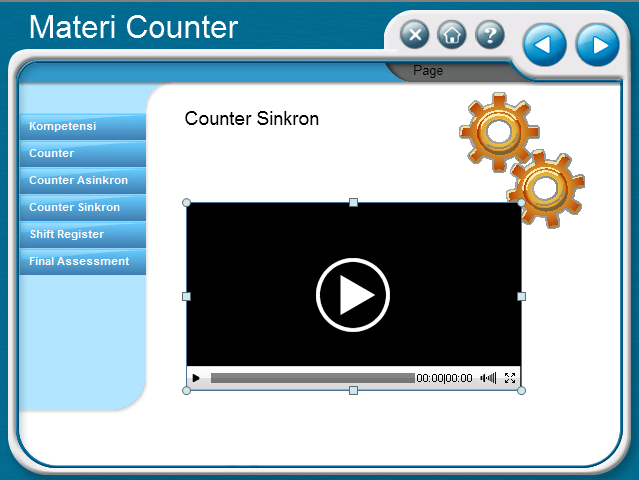 Materi Counter
?
Page
Counter Sinkron
Kompetensi
Counter
Counter Asinkron
Counter Sinkron
Shift Register
Final Assessment
00:00|00:00